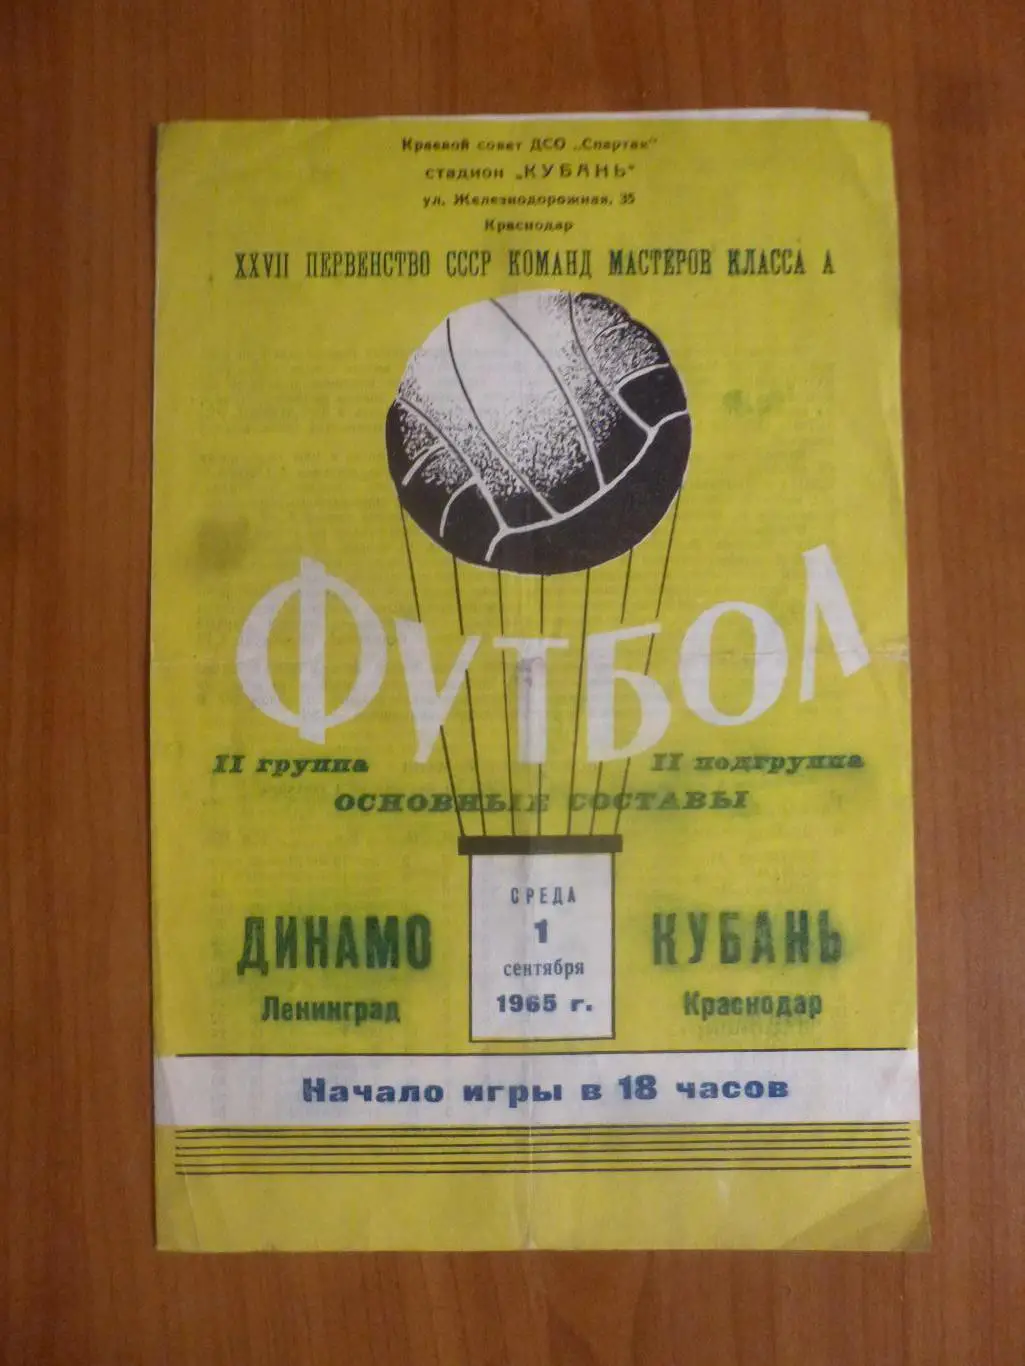 Краевой совет ДСО „Спартак"
стадион „КУБАНЬ"
ул. Железнодорожная, 35
Краснодар
XXVII ПЕРВЕНСТВО СССР КОМАНД МАСТЕРОВ КЛАССА А
ФУТБОЛ
II группа II подгруппа
ОСНОВНЫЕ СОСТАВЫ
СРЕДА
1
сентября
1965 г.
ДИНАМО
Ленинград
КУБАНЬ
Краснодар
Начало игры в 18 часов